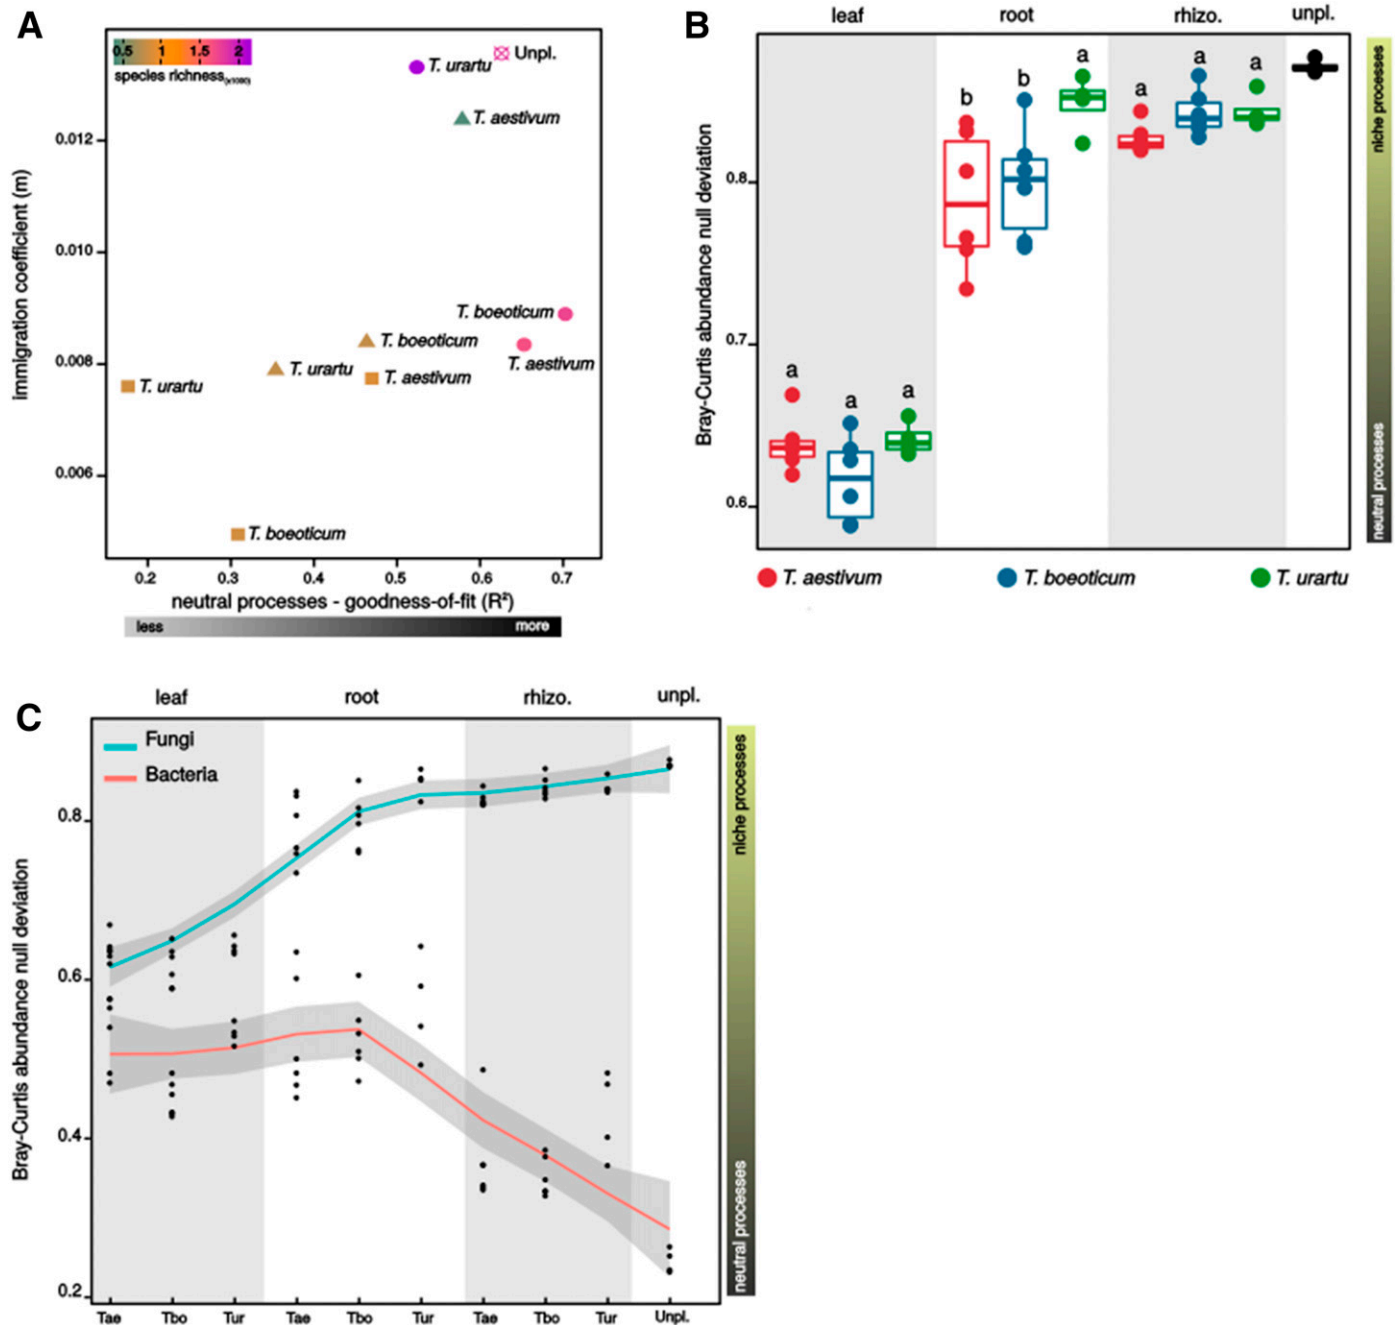 A
0.5 1 1.5 2
species richness(x1000)
T. urartu
Unpl.
T. aestivum
T. boeoticum
T. aestivum
T. boeoticum
T. urartu
T. aestivum
T. urartu
T. boeoticum
0.012
0.010
0.008
0.006
immigration coefficient (m)
0.2 0.3 0.4 0.5 0.6 0.7
neutral processes - goodness-of-fit (R²)
less more
B
leaf root rhizo. unpl.
a a a b b a a a a
0.8
0.7
0.6
Bray-Curtis abundance null deviation
niche processes
neutral processes
T. aestivum T. boeoticum T. urartu
C
leaf root rhizo. unpl.
Fungi
Bacteria
0.8
0.6
0.4
0.2
Bray-Curtis abundance null deviation
niche processes
neutral processes
Tae Tbo Tur Tae Tbo Tur Tae Tbo Tur Unpl.